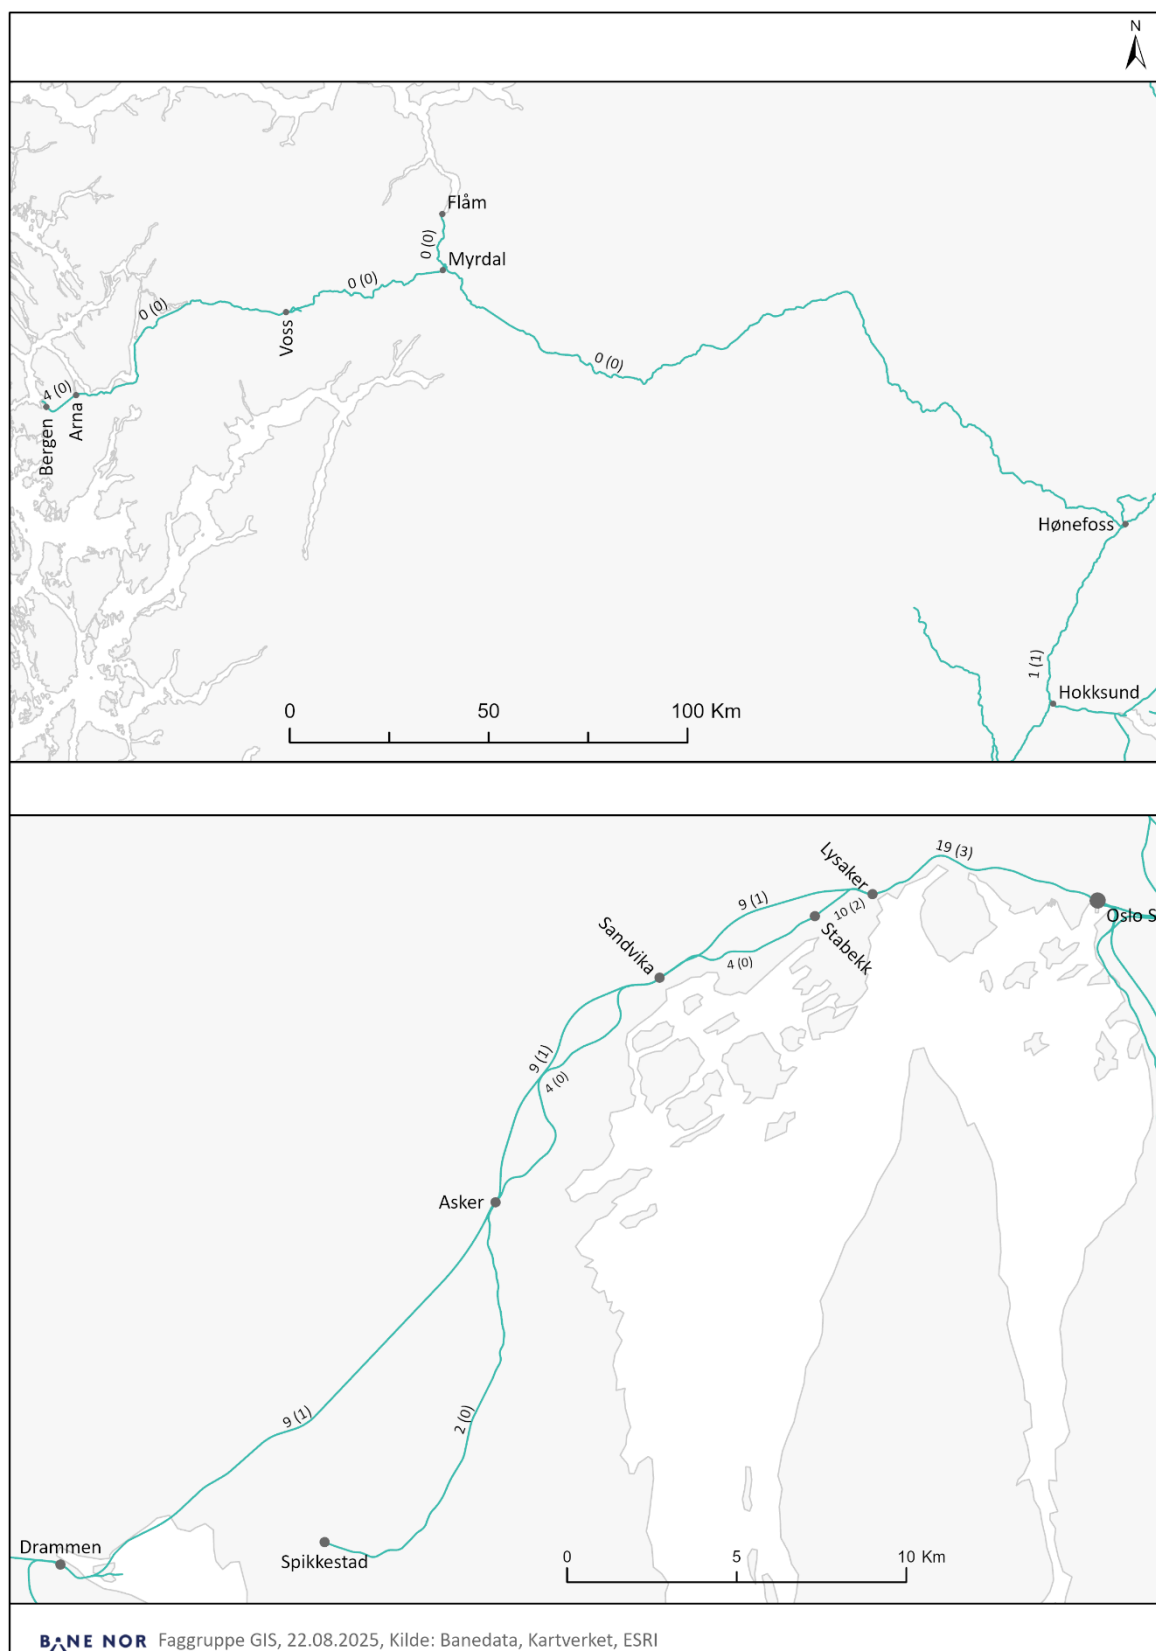 N
Flåm
0 (0)
Myrdal
0 (0)
0 (0)
Voss
0 (0)
4 (0)
Arna
Bergen
Hønefoss
1 (1)
Hokksund
0 50 100 Km
19 (3)
Lysaker
9 (1)
10 (2)
Oslo S
Stabekk
Sandvika
4 (0)
9 (1)
4 (0)
Asker
9 (1)
2 (0)
Drammen
Spikkestad
0 5 10 Km
BANE NOR Faggruppe GIS, 22.08.2025, Kilde: Banedata, Kartverket, ESRI